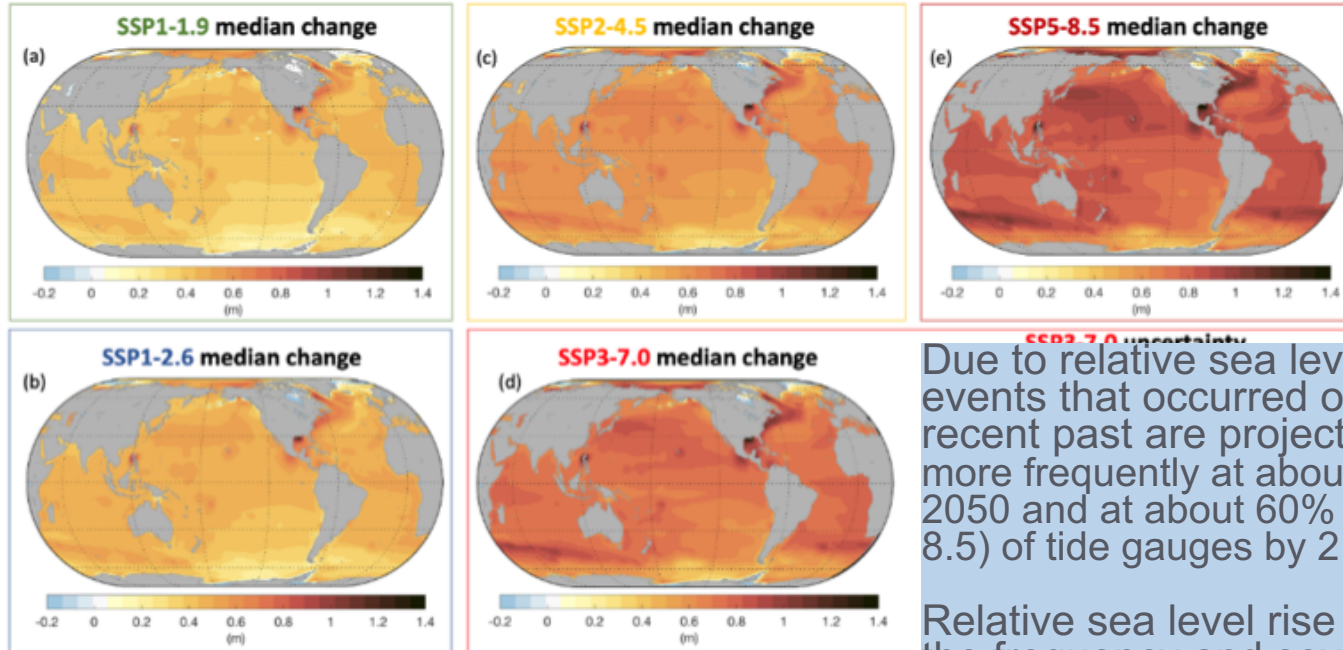 SSP1-1.9 median change
(a)
-0.2 0 0.2 0.4 0.6 0.8 1 1.2 1.4
(m)
SSP2-4.5 median change
(c)
-0.2 0 0.2 0.4 0.6 0.8 1 1.2 1.4
(m)
SSP5-8.5 median change
(e)
-0.2 0 0.2 0.4 0.6 0.8 1 1.2 1.4
(m)
SSP1-2.6 median change
(b)
-0.2 0 0.2 0.4 0.6 0.8 1 1.2 1.4
(m)
SSP3-7.0 median change
(d)
-0.2 0 0.2 0.4 0.6 0.8 1 1.2 1.4
(m)
SSP3-7.0 uncertainty
Due to relative sea lev
events that occurred o
recent past are project
more frequently at abou
2050 and at about 60%
8.5) of tide gauges by 2
Relative sea level rise
the frequency and